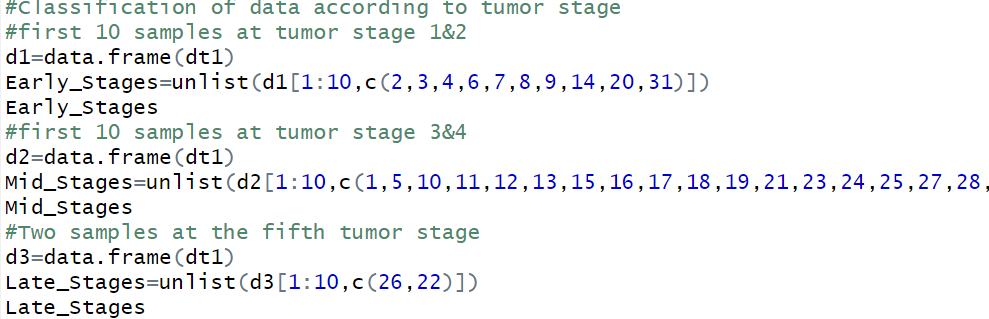 #Classification of data according to tumor stage
#first 10 samples at tumor stage 1&2
d1=data.frame(dt1)
Early_Stages=unlist(d1[1:10,c(2,3,4,6,7,8,9,14,20,31)])
Early_Stages
#first 10 samples at tumor stage 3&4
d2=data.frame(dt1)
Mid_Stages=unlist(d2[1:10,c(1,5,10,11,12,13,15,16,17,18,19,21,23,24,25,27,28,
Mid_Stages
#Two samples at the fifth tumor stage
d3=data.frame(dt1)
Late_Stages=unlist(d3[1:10,c(26,22)])
Late_Stages